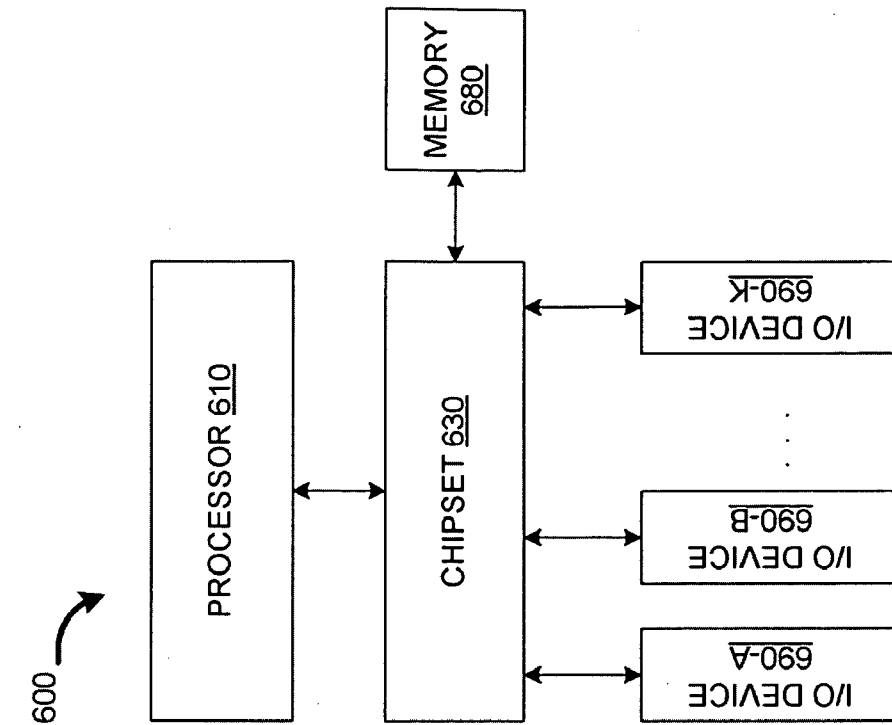 600
PROCESSOR 610
CHIPSET 630
MEMORY
680
I/O DEVICE
690-A
I/O DEVICE
690-B
. . .
I/O DEVICE
690-K